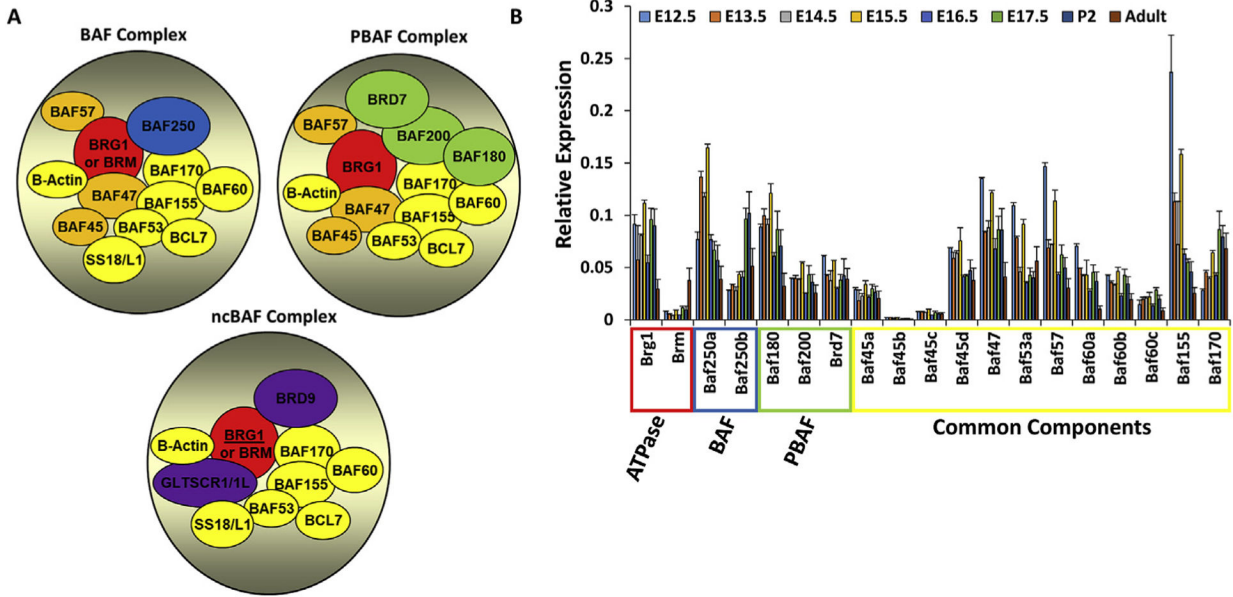 A
BAF Complex
BAF57
BAF250
BRG1
or BRM
B-Actin
BAF170
BAF60
BAF47
BAF155
BAF45
BAF53
BCL7
SS18/L1
PBAF Complex
BRD7
BAF57
BAF200
BAF180
BRG1
B-Actin
BAF170
BAF60
BAF47
BAF155
BAF45
BAF53
BCL7
ncBAF Complex
BRD9
BRG1
or BRM
B-Actin
BAF170
BAF60
GLTSCR1/1L
BAF155
BAF53
SS18/L1
BCL7
B
E12.5 E13.5 E14.5 E15.5 E16.5 E17.5 P2 Adult
Relative Expression
0.3
0.25
0.2
0.15
0.1
0.05
0
Brg1
Brm
Baf250a
Baf250b
Baf180
Baf200
Brd7
Baf45a
Baf45b
Baf45c
Baf45d
Baf47
Baf53a
Baf57
Baf60a
Baf60b
Baf60c
Baf155
Baf170
ATPase
BAF
PBAF
Common Components